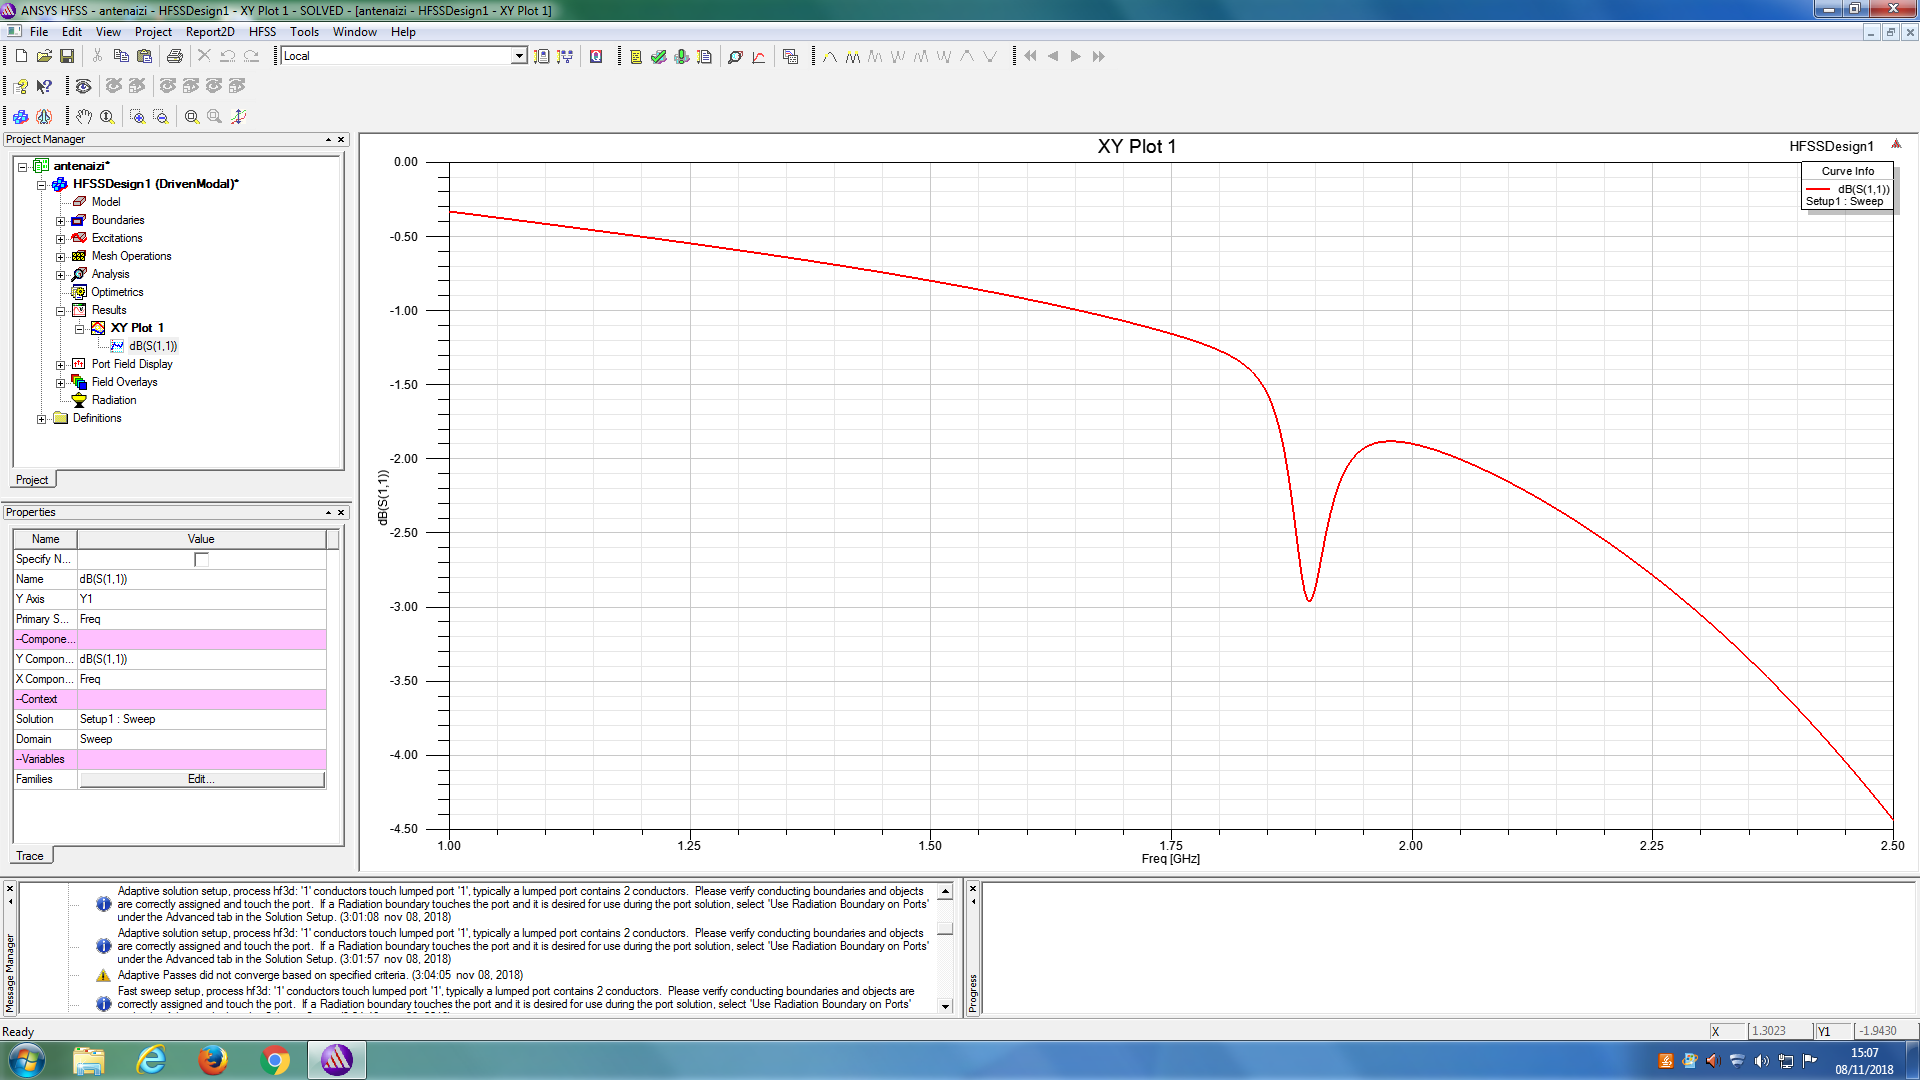 ANSYS HFSS - antenaizi - HFSSDesign1 - XY Plot 1 - SOLVED - [antenaizi - HFSSDesign1 - XY Plot 1]
File Edit View Project Report2D HFSS Tools Window Help
Local
Project Manager
antenaizi*
HFSSDesign1 (DrivenModal)*
Model
Boundaries
Excitations
Mesh Operations
Analysis
Optimetrics
Results
XY Plot 1
dB(S(1,1))
Port Field Display
Field Overlays
Radiation
Definitions
Project
Properties
Name Value
Specify N...
Name dB(S(1,1))
Y Axis Y1
Primary S... Freq
--Compone...
Y Compon... dB(S(1,1))
X Compon... Freq
--Context
Solution Setup1 : Sweep
Domain Sweep
--Variables
Families Edit...
Trace
XY Plot 1
HFSSDesign1
Curve Info
dB(S(1,1))
Setup1 : Sweep
dB(S(1,1))
0.00
-0.50
-1.00
-1.50
-2.00
-2.50
-3.00
-3.50
-4.00
-4.50
1.00 1.25 1.50 1.75 2.00 2.25 2.50
Freq [GHz]
Message Manager
Adaptive solution setup, process hf3d: '1' conductors touch lumped port '1', typically a lumped port contains 2 conductors. Please verify conducting boundaries and objects
are correctly assigned and touch the port. If a Radiation boundary touches the port and it is desired for use during the port solution, select 'Use Radiation Boundary on Ports'
under the Advanced tab in the Solution Setup. (3:01:08 nov 08, 2018)
Adaptive solution setup, process hf3d: '1' conductors touch lumped port '1', typically a lumped port contains 2 conductors. Please verify conducting boundaries and objects
are correctly assigned and touch the port. If a Radiation boundary touches the port and it is desired for use during the port solution, select 'Use Radiation Boundary on Ports'
under the Advanced tab in the Solution Setup. (3:01:57 nov 08, 2018)
Adaptive Passes did not converge based on specified criteria. (3:04:05 nov 08, 2018)
Fast sweep setup, process hf3d: '1' conductors touch lumped port '1', typically a lumped port contains 2 conductors. Please verify conducting boundaries and objects are
correctly assigned and touch the port. If a Radiation boundary touches the port and it is desired for use during the port solution, select 'Use Radiation Boundary on Ports'
Progress
Ready
X 1.3023 Y1 -1.9430
15:07
08/11/2018